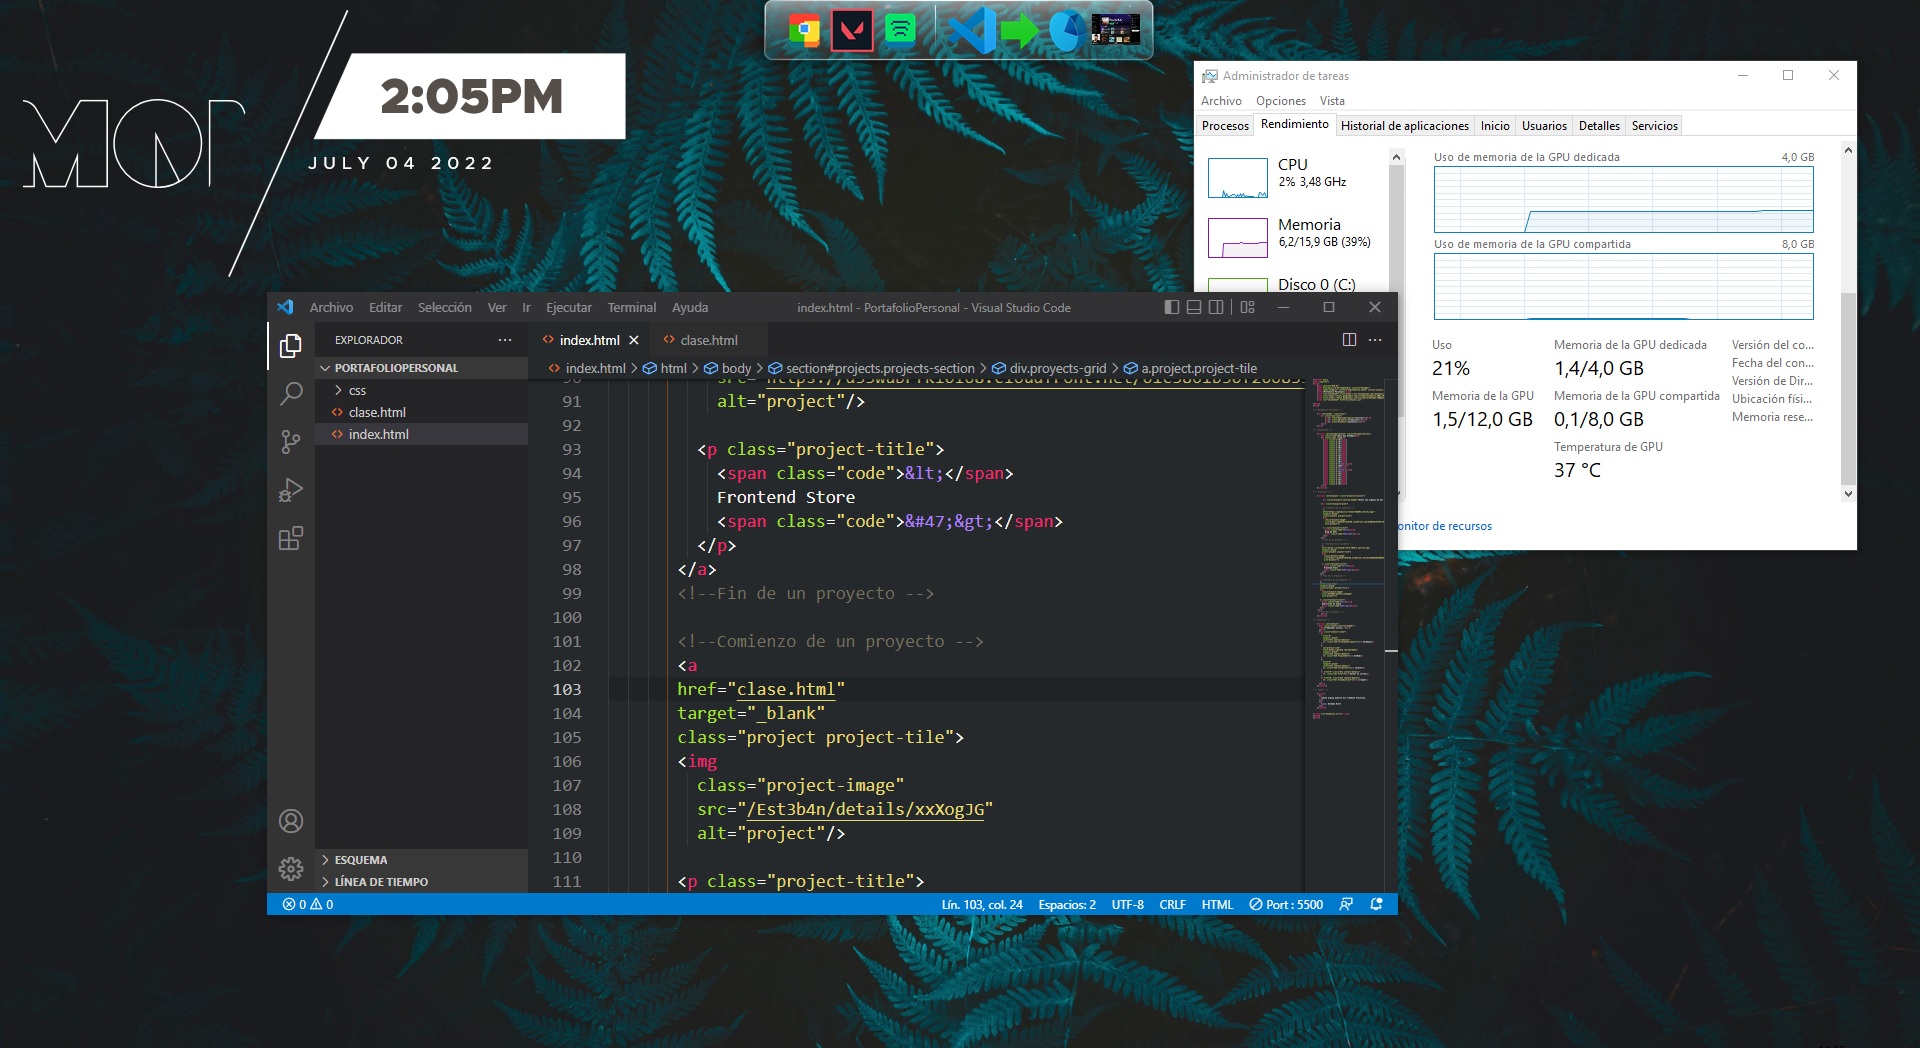 MON
2:05PM
JULY 04 2022
Administrador de tareas
Archivo Opciones Vista
Procesos Rendimiento Historial de aplicaciones Inicio Usuarios Detalles Servicios
CPU
2% 3,48 GHz
Memoria
6,2/15,9 GB (39%)
Disco 0 (C:)
Uso de memoria de la GPU dedicada 4,0 GB
Uso de memoria de la GPU compartida 8,0 GB
Uso
21%
Memoria de la GPU
1,5/12,0 GB
Memoria de la GPU dedicada
1,4/4,0 GB
Memoria de la GPU compartida
0,1/8,0 GB
Temperatura de GPU
37 °C
Versión del co...
Fecha del con...
Versión de Dir...
Ubicación físi...
Memoria rese...
onitor de recursos
Archivo Editar Selección Ver Ir Ejecutar Terminal Ayuda
index.html - PortafolioPersonal - Visual Studio Code
EXPLORADOR ...
PORTAFOLIOPERSONAL
> css
<> clase.html
<> index.html
> ESQUEMA
> LÍNEA DE TIEMPO
<> index.html × <> clase.html
<> index.html > html > body > section#projects.projects-section > div.proyects-grid > a.project.project-tile
91 alt="project"/>
92
93 <p class="project-title">
94 <span class="code">&lt;</span>
95 Frontend Store
96 <span class="code">&#47;&gt;</span>
97 </p>
98 </a>
99 <!--Fin de un proyecto -->
100
101 <!--Comienzo de un proyecto -->
102 <a
103 href="clase.html"
104 target="_blank"
105 class="project project-tile">
106 <img
107 class="project-image"
108 src="/Est3b4n/details/xxXogJG"
109 alt="project"/>
110
111 <p class="project-title">
0 0
Lín. 103, col. 24 Espacios: 2 UTF-8 CRLF HTML Port : 5500